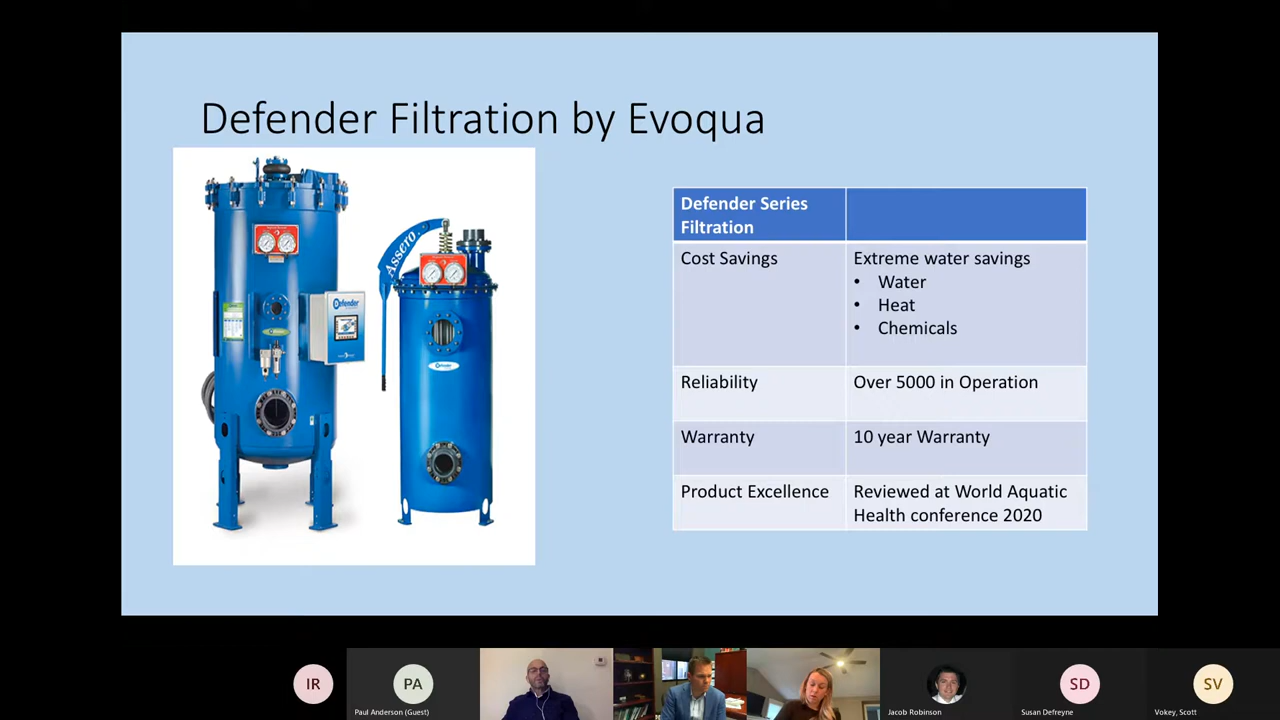 Defender Filtration by Evoqua
Assero
Defender
Defender Series
Filtration
Cost Savings
Extreme water savings
• Water
• Heat
• Chemicals
Reliability
Over 5000 in Operation
Warranty
10 year Warranty
Product Excellence
Reviewed at World Aquatic
Health conference 2020
IR
PA
Paul Anderson (Guest)
Jacob Robinson
SD
Susan Defreyne
SV
Vokey, Scott